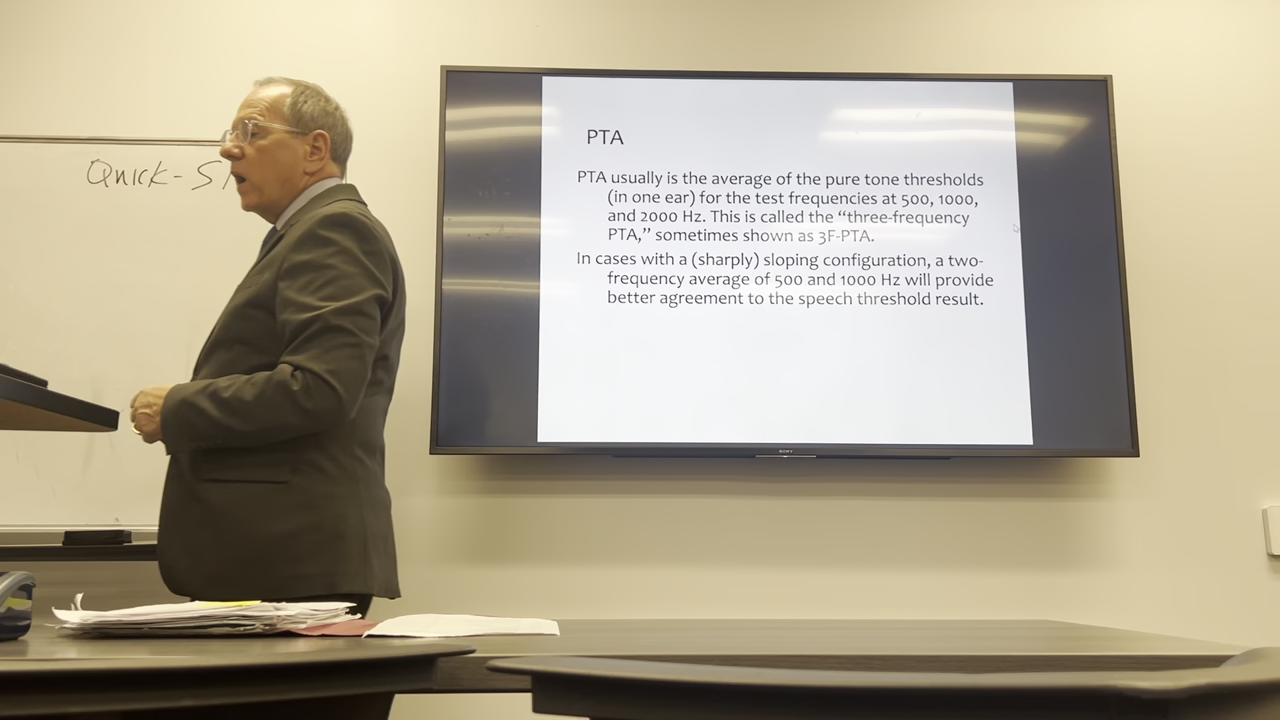 Quick-S
PTA
PTA usually is the average of the pure tone thresholds
(in one ear) for the test frequencies at 500, 1000,
and 2000 Hz. This is called the “three-frequency
PTA,” sometimes shown as 3F-PTA.
In cases with a (sharply) sloping configuration, a two-
frequency average of 500 and 1000 Hz will provide
better agreement to the speech threshold result.
SONY